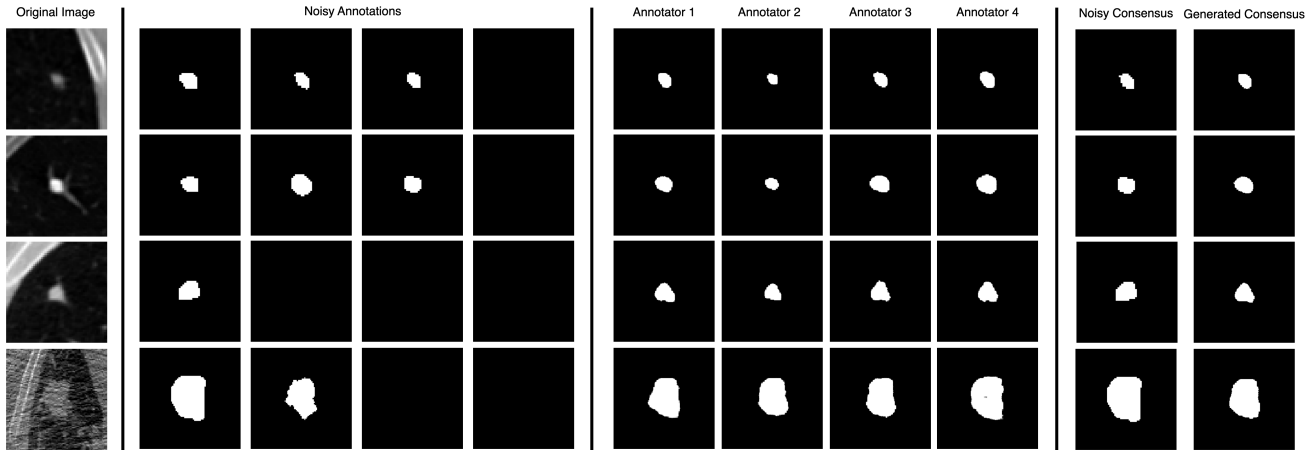 Original Image
Noisy Annotations
Annotator 1
Annotator 2
Annotator 3
Annotator 4
Noisy Consensus
Generated Consensus